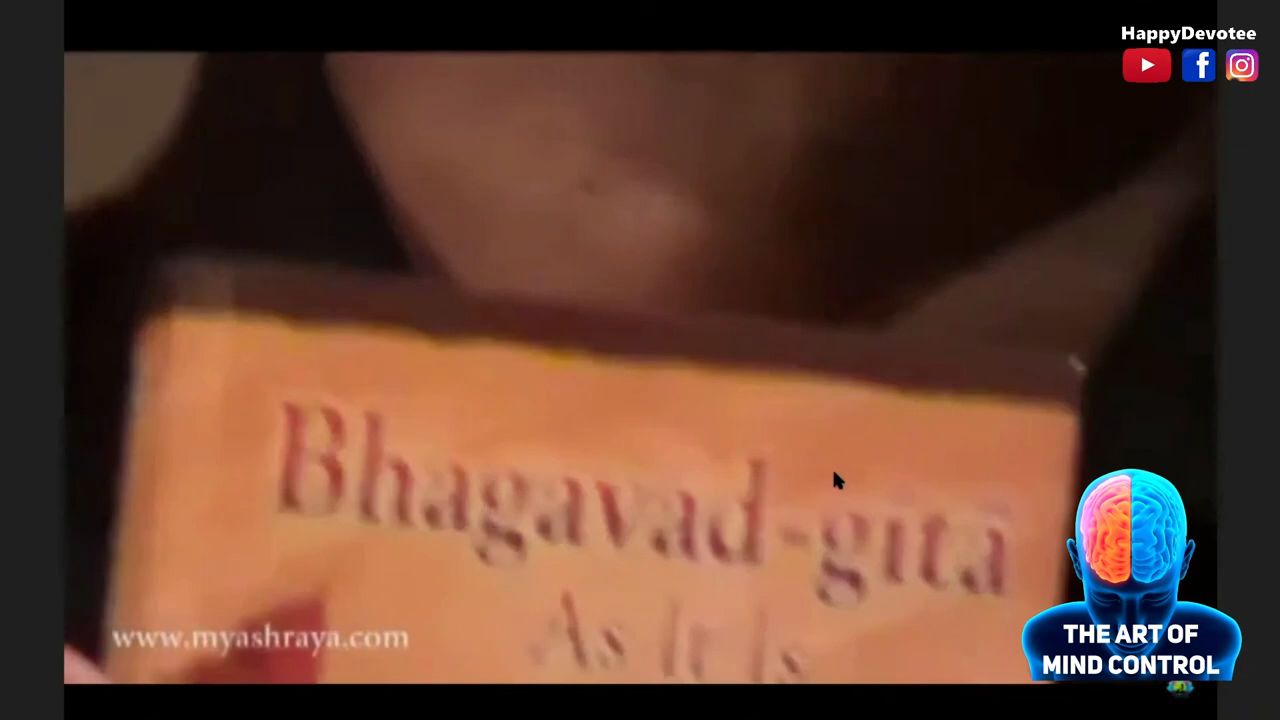 HappyDevotee
Bhagavad-gītā
As It Is
www.myashraya.com
THE ART OF
MIND CONTROL